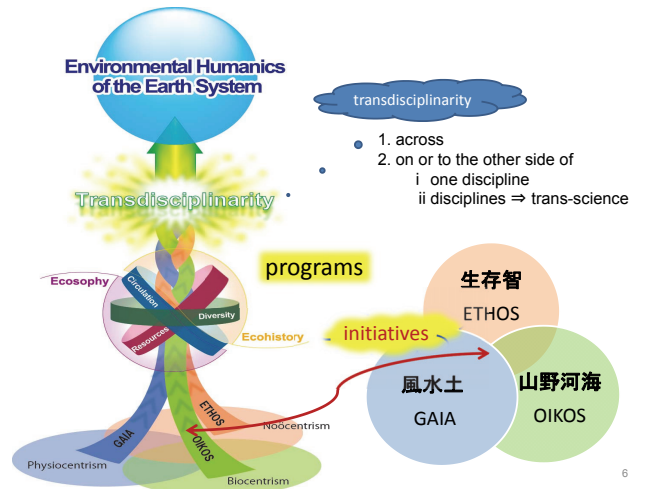 Environmental Humanics
of the Earth System
transdisciplinarity
1. across
2. on or to the other side of
i one discipline
ii disciplines ⇒ trans-science
Transdisciplinarity
programs
Ecosophy
Circulation
Diversity
Resources
Ecohistory
initiatives
生存智
ETHOS
風水土
GAIA
山野河海
OIKOS
GAIA
OIKOS
ETHOS
Noocentrism
Physiocentrism
Biocentrism
6